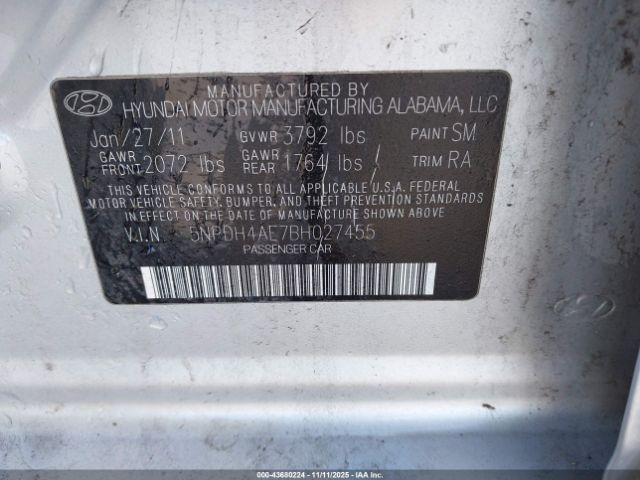 MANUFACTURED BY
HYUNDAI MOTOR MANUFACTURING ALABAMA, LLC
Jan/27/11 GVWR 3792 lbs PAINT SM
GAWR FRONT 2072 lbs GAWR REAR 1764 lbs TRIM RA
THIS VEHICLE CONFORMS TO ALL APPLICABLE U.S.A. FEDERAL
MOTOR VEHICLE SAFETY, BUMPER, AND THEFT PREVENTION STANDARDS
IN EFFECT ON THE DATE OF MANUFACTURE SHOWN ABOVE.
V.I.N. 5NPDH4AE7BH027455
PASSENGER CAR
000-43680224 - 11/11/2025 - www.iaai.com